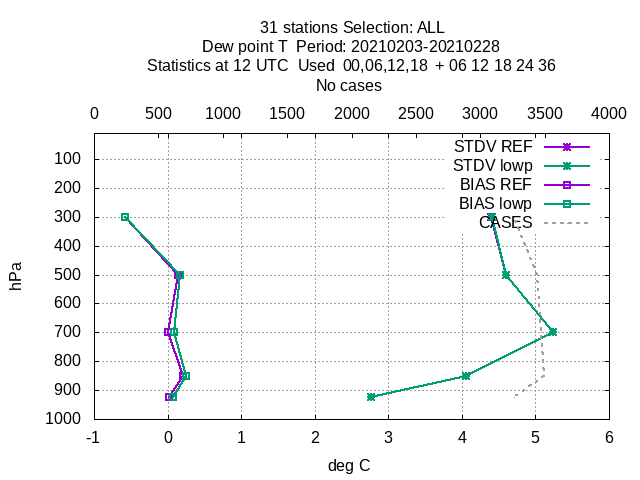 31 stations Selection: ALL
Dew point T  Period: 20210203-20210228
Statistics at 12 UTC  Used  00,06,12,18  + 06 12 18 24 36
No cases
0 500 1000 1500 2000 2500 3000 3500 4000
STDV REF
STDV lowp
BIAS REF
BIAS lowp
CASES
100
200
300
400
500
600
700
800
900
1000
hPa
-1 0 1 2 3 4 5 6
deg C